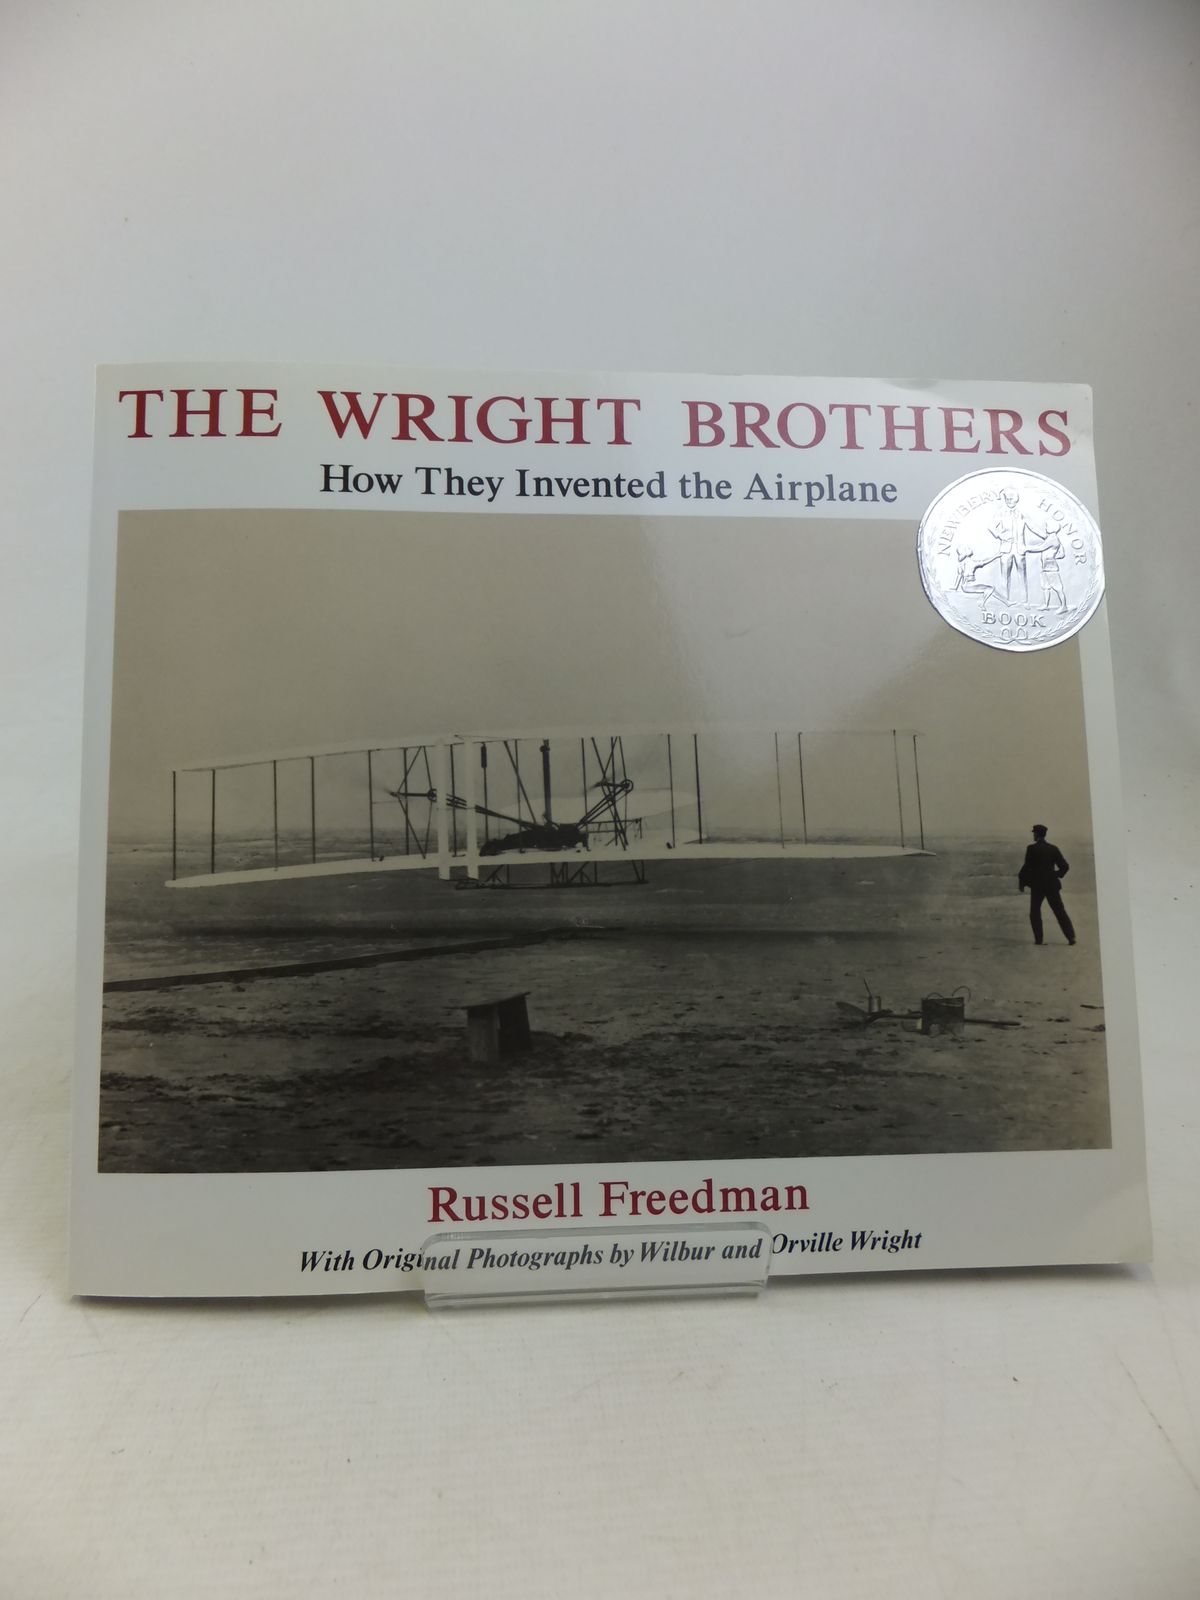 THE WRIGHT BROTHERS
How They Invented the Airplane
NEWBERY HONOR
BOOK
Russell Freedman
With Original Photographs by Wilbur and Orville Wright